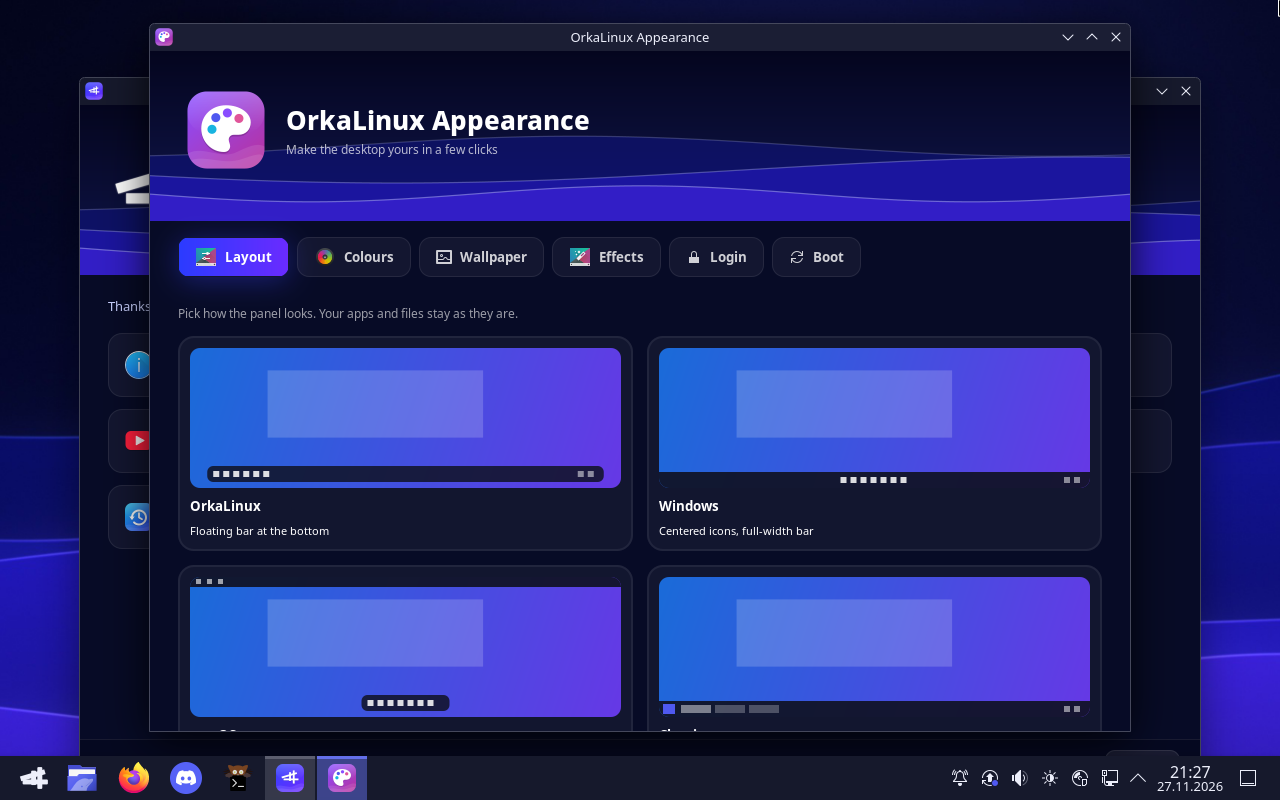 OrkaLinux Appearance
OrkaLinux Appearance
Make the desktop yours in a few clicks
Layout
Colours
Wallpaper
Effects
Login
Boot
Thanks
Pick how the panel looks. Your apps and files stay as they are.
OrkaLinux
Floating bar at the bottom
Windows
Centered icons, full-width bar
21:27
27.11.2026